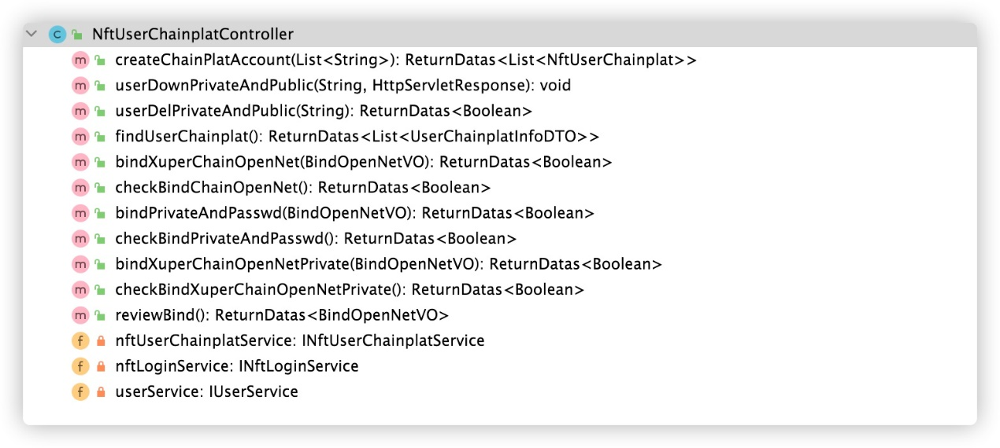 C NftUserChainplatController
m createChainPlatAccount(List<String>): ReturnDatas<List<NftUserChainplat>>
m userDownPrivateAndPublic(String, HttpServletResponse): void
m userDelPrivateAndPublic(String): ReturnDatas<Boolean>
m findUserChainplat(): ReturnDatas<List<UserChainplatInfoDTO>>
m bindXuperChainOpenNet(BindOpenNetVO): ReturnDatas<Boolean>
m checkBindChainOpenNet(): ReturnDatas<Boolean>
m bindPrivateAndPasswd(BindOpenNetVO): ReturnDatas<Boolean>
m checkBindPrivateAndPasswd(): ReturnDatas<Boolean>
m bindXuperChainOpenNetPrivate(BindOpenNetVO): ReturnDatas<Boolean>
m checkBindXuperChainOpenNetPrivate(): ReturnDatas<Boolean>
m reviewBind(): ReturnDatas<BindOpenNetVO>
f nftUserChainplatService: INftUserChainplatService
f nftLoginService: INftLoginService
f userService: IUserService